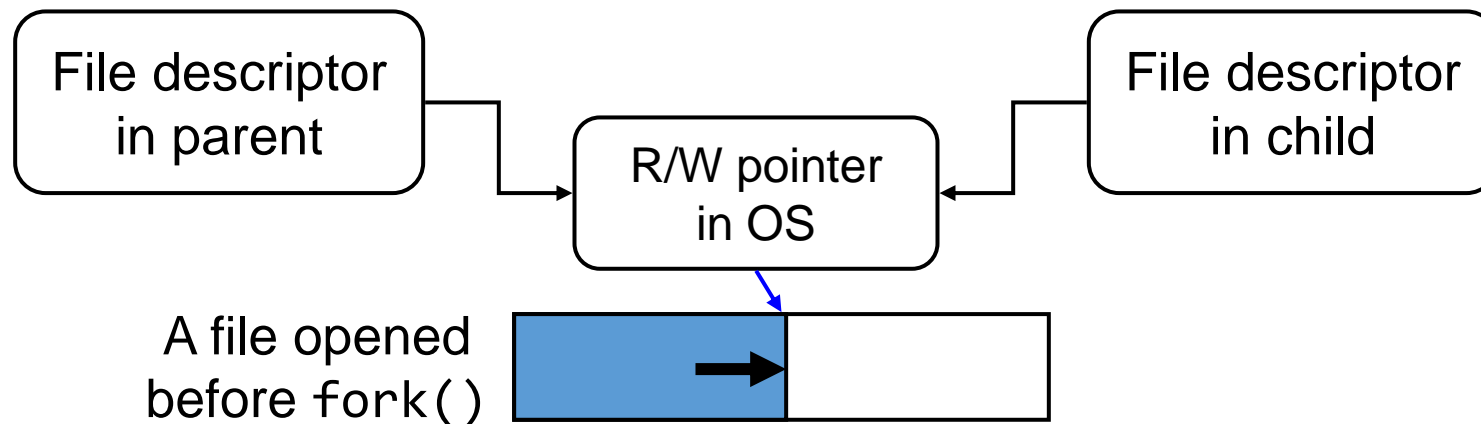 File descriptor
in parent
File descriptor
in child
R/W pointer
in OS
A file opened
before fork()